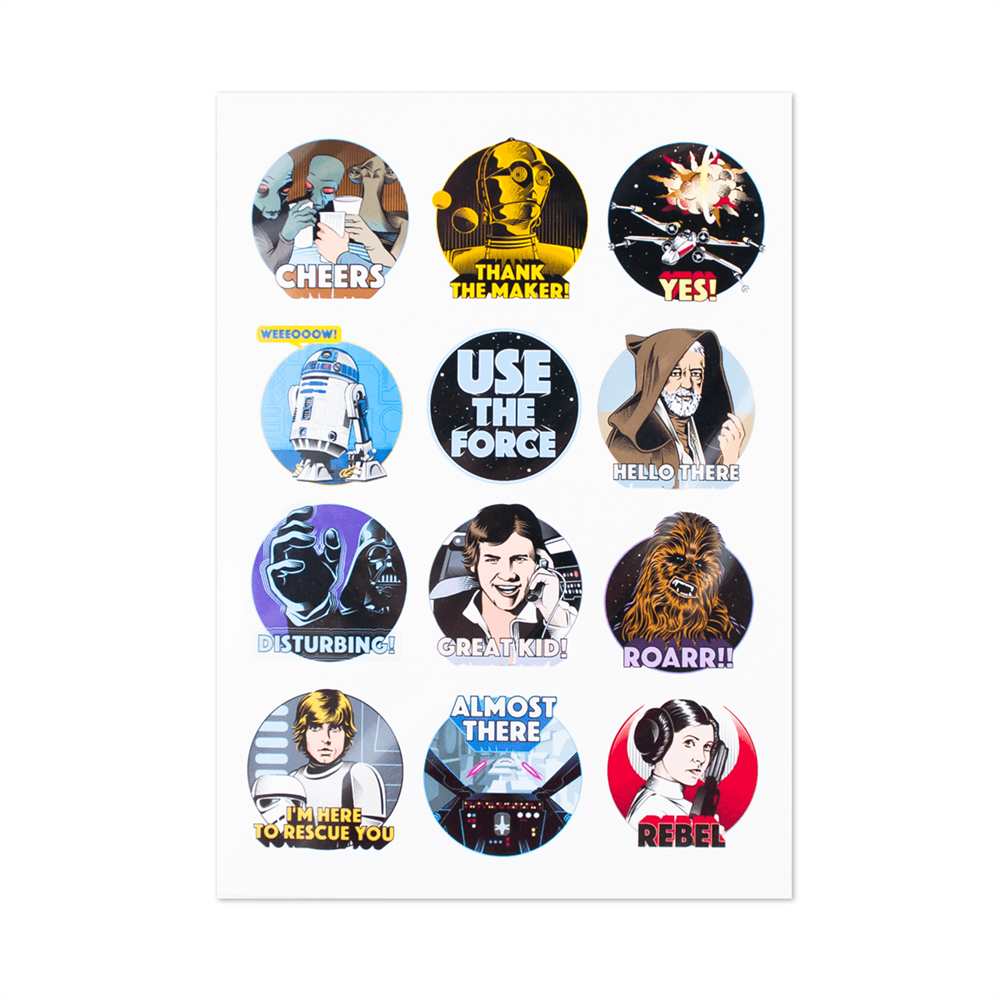 CHEERS
THANK
THE MAKER!
YES!
WEEEOOOW!
USE
THE
FORCE
HELLO THERE
DISTURBING!
GREAT KID!
ROARR!!
I'M HERE
TO RESCUE YOU
ALMOST
THERE
REBEL